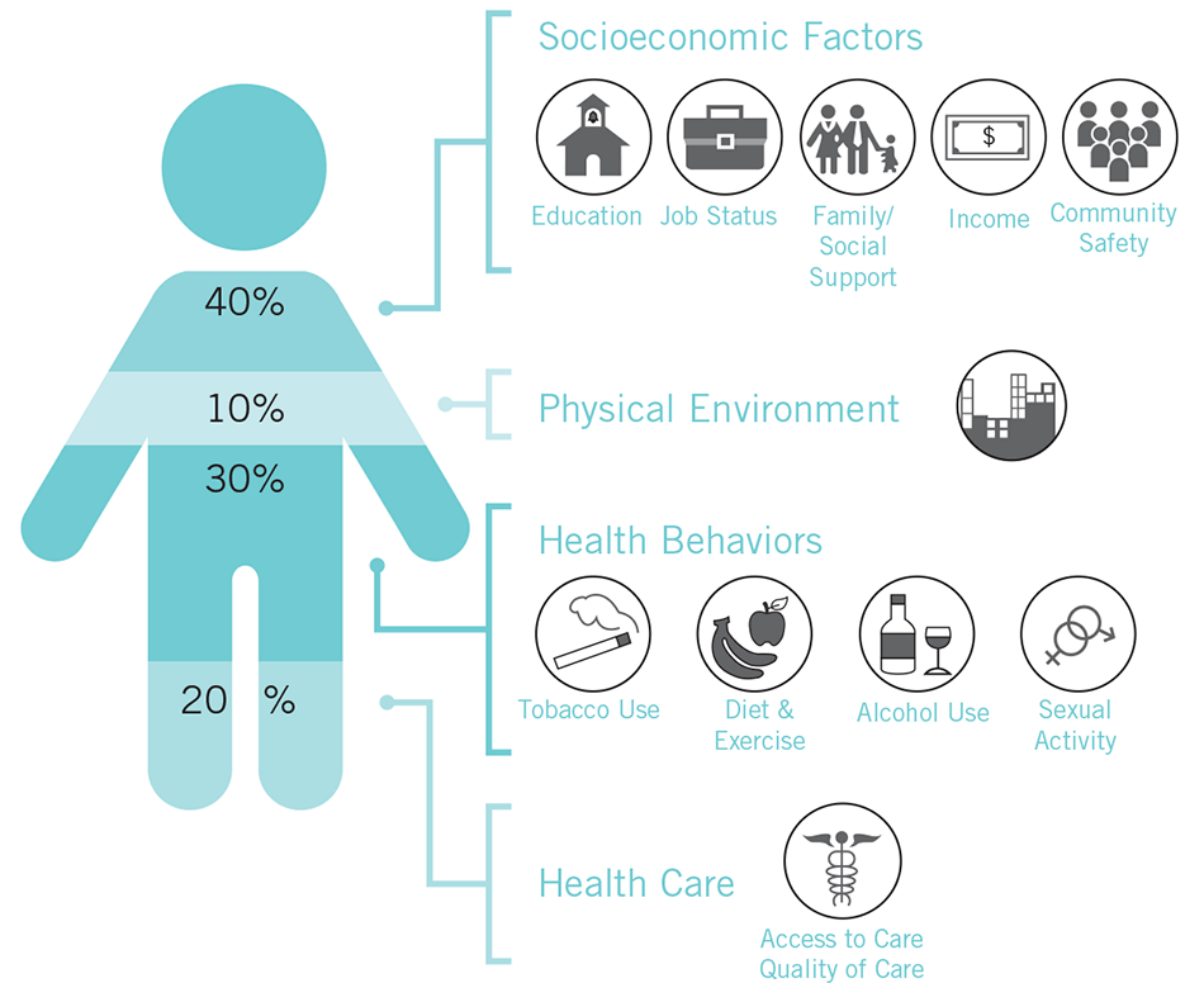 Socioeconomic Factors
$
Education Job Status Family/ Income Community
Social Safety
Support
40%
10%
Physical Environment
30%
Health Behaviors
Tobacco Use Diet & Alcohol Use Sexual
Exercise Activity
20 %
Health Care
Access to Care
Quality of Care